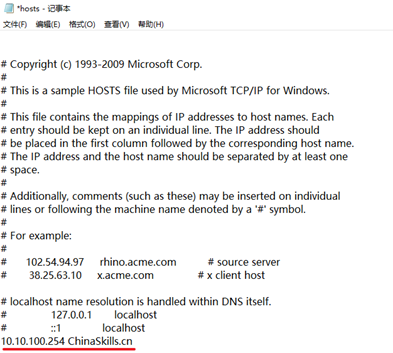 *hosts - 记事本
文件(F) 编辑(E) 格式(O) 查看(V) 帮助(H)
# Copyright (c) 1993-2009 Microsoft Corp.
#
# This is a sample HOSTS file used by Microsoft TCP/IP for Windows.
#
# This file contains the mappings of IP addresses to host names. Each
# entry should be kept on an individual line. The IP address should
# be placed in the first column followed by the corresponding host name.
# The IP address and the host name should be separated by at least one
# space.
#
# Additionally, comments (such as these) may be inserted on individual
# lines or following the machine name denoted by a '#' symbol.
#
# For example:
#
# 102.54.94.97 rhino.acme.com # source server
# 38.25.63.10 x.acme.com # x client host

# localhost name resolution is handled within DNS itself.
# 127.0.0.1 localhost
# ::1 localhost
10.10.100.254 ChinaSkills.cn